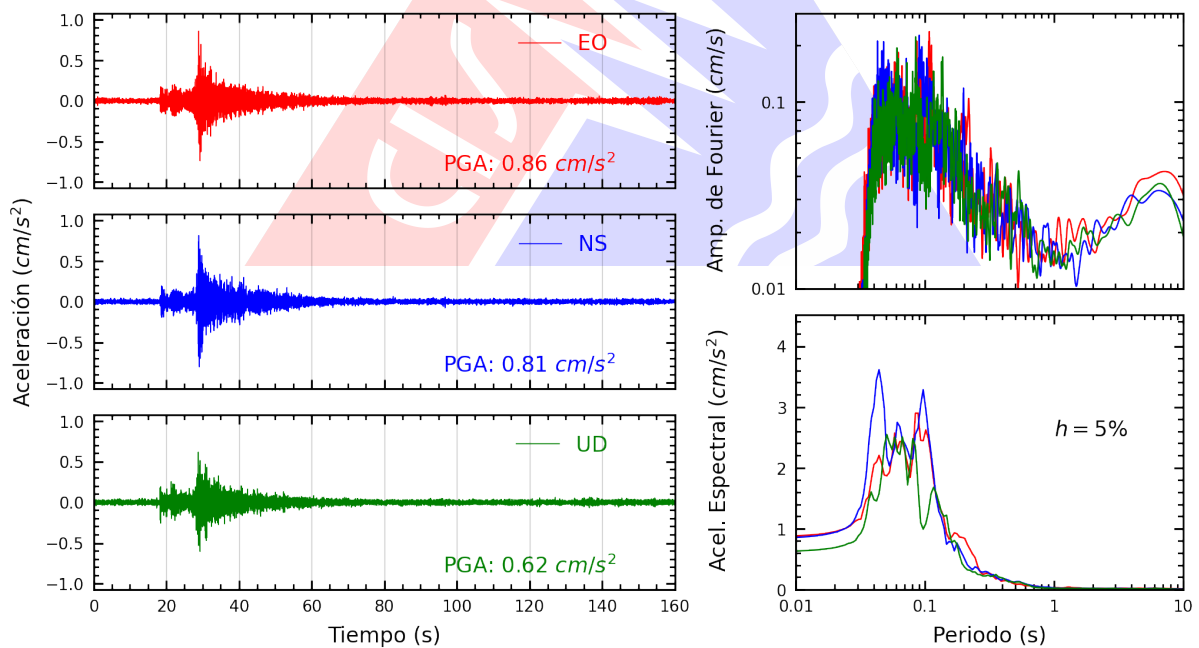 Aceleración (cm/s²)
1.0
0.5
0.0
−0.5
−1.0
EO
PGA: 0.86 cm/s²
1.0
0.5
0.0
−0.5
−1.0
NS
PGA: 0.81 cm/s²
1.0
0.5
0.0
−0.5
−1.0
UD
PGA: 0.62 cm/s²
0 20 40 60 80 100 120 140 160
Tiempo (s)
Amp. de Fourier (cm/s)
0.1
0.01
Acel. Espectral (cm/s²)
4
3
2
1
0
h = 5%
0.01 0.1 1 10
Periodo (s)